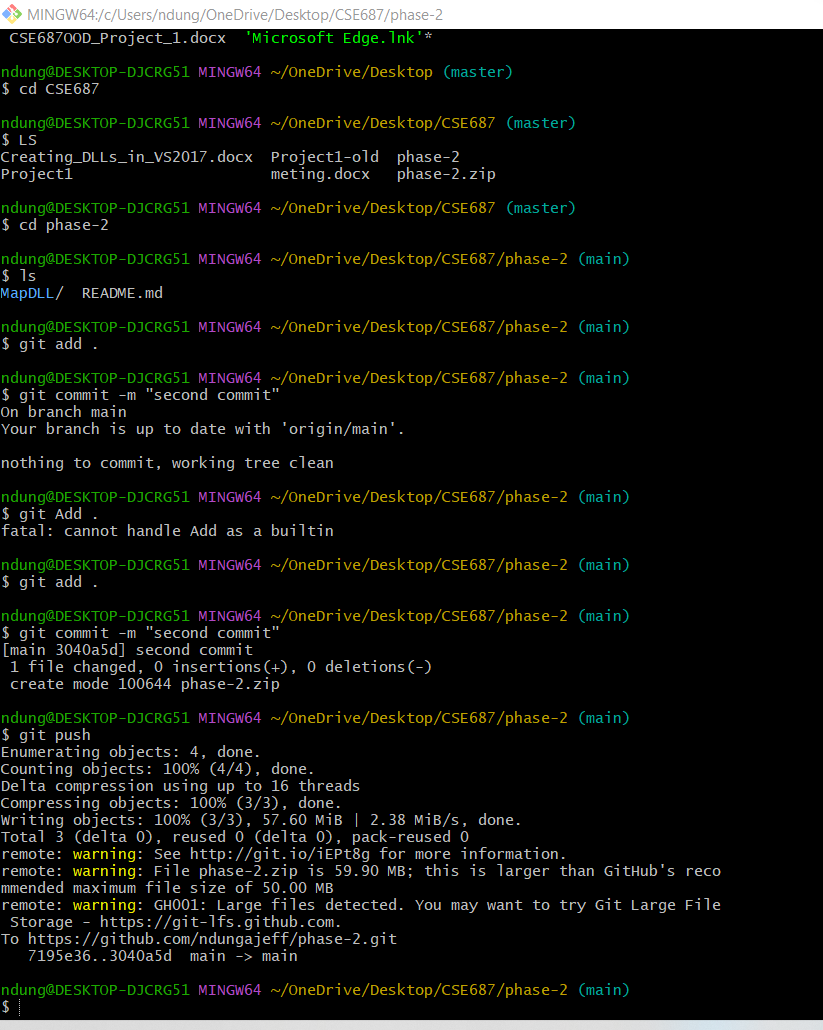 MINGW64:/c/Users/ndung/OneDrive/Desktop/CSE687/phase-2
CSE687OOD_Project_1.docx  'Microsoft Edge.lnk'*
ndung@DESKTOP-DJCRG51 MINGW64 ~/OneDrive/Desktop (master)
$ cd CSE687
ndung@DESKTOP-DJCRG51 MINGW64 ~/OneDrive/Desktop/CSE687 (master)
$ LS
Creating_DLLs_in_VS2017.docx  Project1-old  phase-2
Project1                      meting.docx   phase-2.zip
ndung@DESKTOP-DJCRG51 MINGW64 ~/OneDrive/Desktop/CSE687 (master)
$ cd phase-2
ndung@DESKTOP-DJCRG51 MINGW64 ~/OneDrive/Desktop/CSE687/phase-2 (main)
$ ls
MapDLL/  README.md
ndung@DESKTOP-DJCRG51 MINGW64 ~/OneDrive/Desktop/CSE687/phase-2 (main)
$ git add .
ndung@DESKTOP-DJCRG51 MINGW64 ~/OneDrive/Desktop/CSE687/phase-2 (main)
$ git commit -m "second commit"
On branch main
Your branch is up to date with 'origin/main'.
nothing to commit, working tree clean
ndung@DESKTOP-DJCRG51 MINGW64 ~/OneDrive/Desktop/CSE687/phase-2 (main)
$ git Add .
fatal: cannot handle Add as a builtin
ndung@DESKTOP-DJCRG51 MINGW64 ~/OneDrive/Desktop/CSE687/phase-2 (main)
$ git add .
ndung@DESKTOP-DJCRG51 MINGW64 ~/OneDrive/Desktop/CSE687/phase-2 (main)
$ git commit -m "second commit"
[main 3040a5d] second commit
1 file changed, 0 insertions(+), 0 deletions(-)
create mode 100644 phase-2.zip
ndung@DESKTOP-DJCRG51 MINGW64 ~/OneDrive/Desktop/CSE687/phase-2 (main)
$ git push
Enumerating objects: 4, done.
Counting objects: 100% (4/4), done.
Delta compression using up to 16 threads
Compressing objects: 100% (3/3), done.
Writing objects: 100% (3/3), 57.60 MiB | 2.38 MiB/s, done.
Total 3 (delta 0), reused 0 (delta 0), pack-reused 0
remote: warning: See http://git.io/iEPt8g for more information.
remote: warning: File phase-2.zip is 59.90 MB; this is larger than GitHub's reco
mmended maximum file size of 50.00 MB
remote: warning: GH001: Large files detected. You may want to try Git Large File
Storage - https://git-lfs.github.com.
To https://github.com/ndungajeff/phase-2.git
7195e36..3040a5d  main -> main
ndung@DESKTOP-DJCRG51 MINGW64 ~/OneDrive/Desktop/CSE687/phase-2 (main)
$